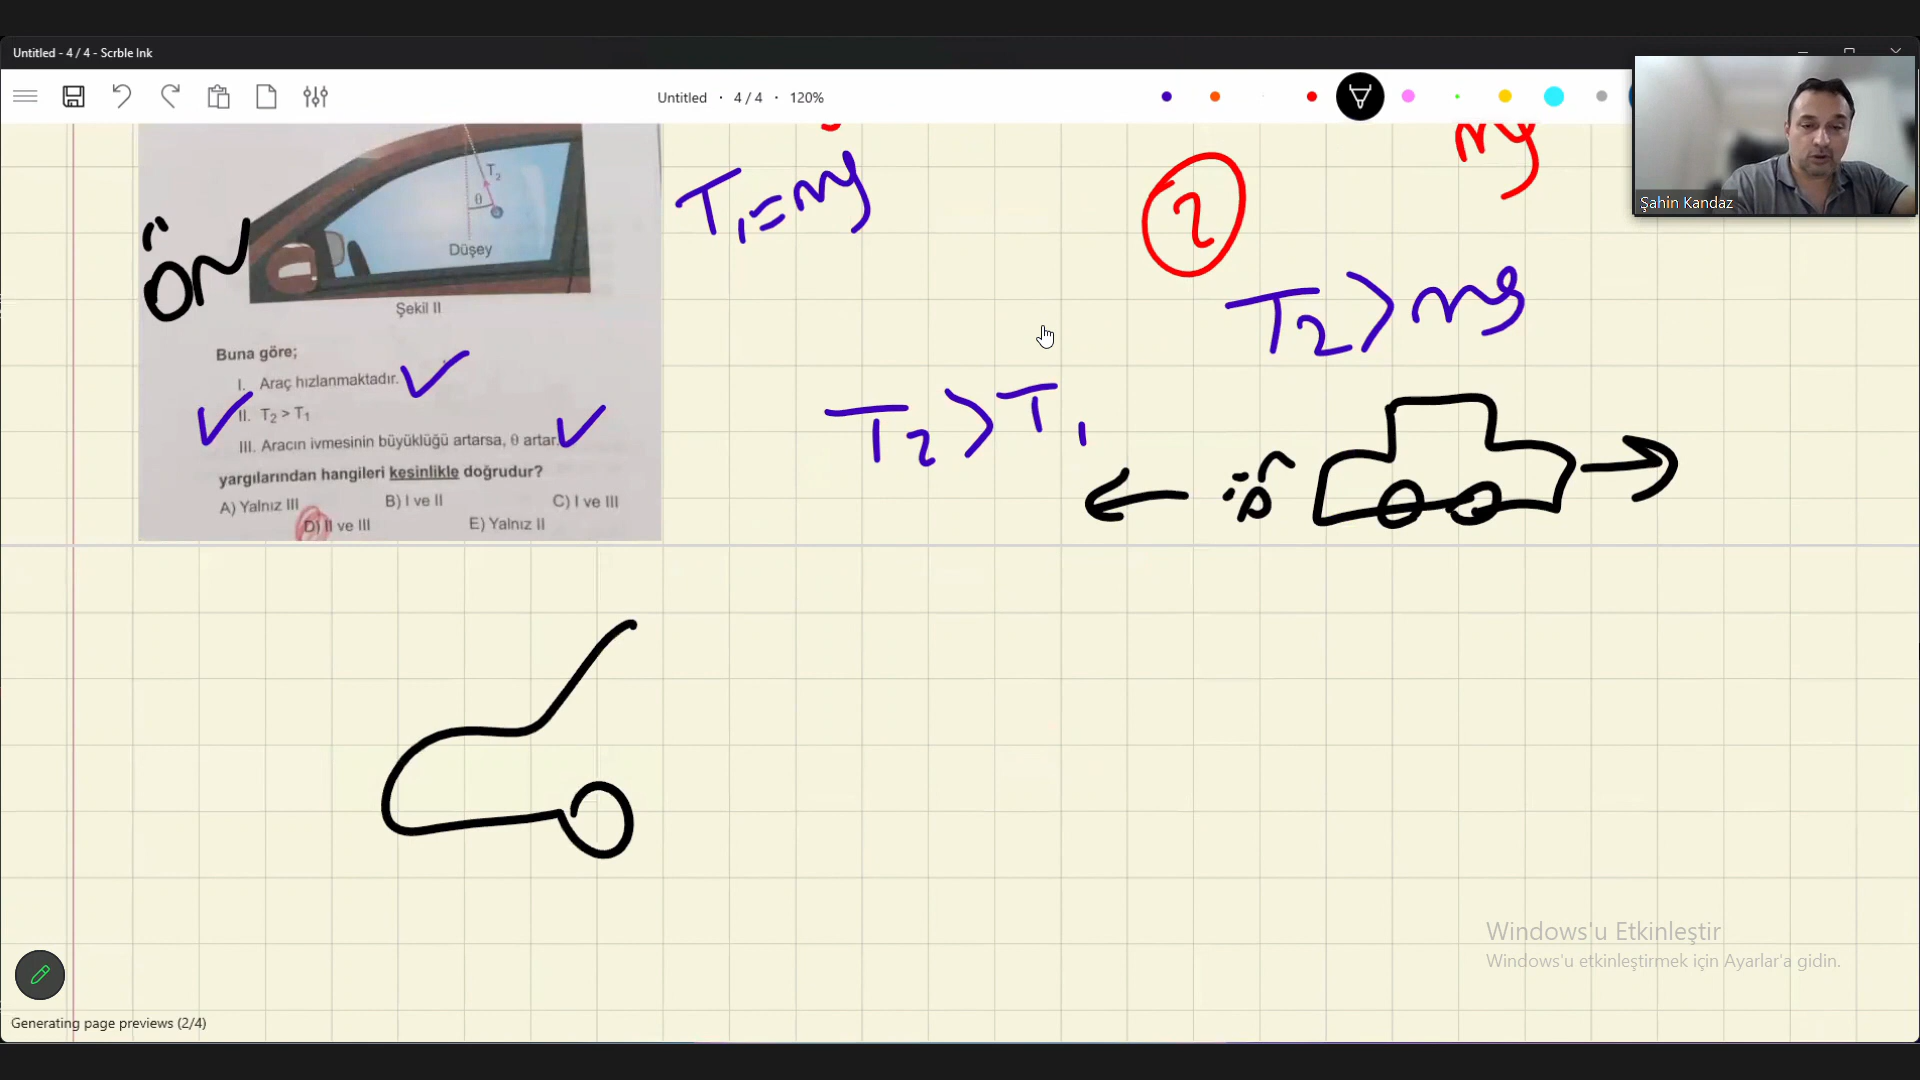 Untitled - 4 / 4 - Scrble Ink
Untitled · 4 / 4 · 120%
Şahin Kandaz
T₂
θ
Düşey
Şekil II
ÖN
T₁=mg
mg
2
T₂>mg
T₂>T₁
Buna göre;
I. Araç hızlanmaktadır.
II. T₂ > T₁
III. Aracın ivmesinin büyüklüğü artarsa, θ artar.
yargılarından hangileri kesinlikle doğrudur?
A) Yalnız III B) I ve II C) I ve III
D) II ve III E) Yalnız II
Windows'u Etkinleştir
Windows'u etkinleştirmek için Ayarlar'a gidin.
Generating page previews (2/4)